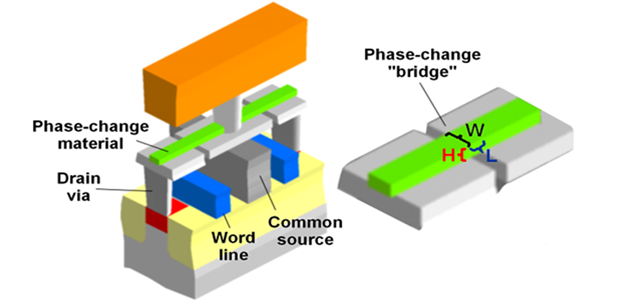 Phase-change
material
Drain
via
Word
line
Common
source
Phase-change
"bridge"
W
H
L